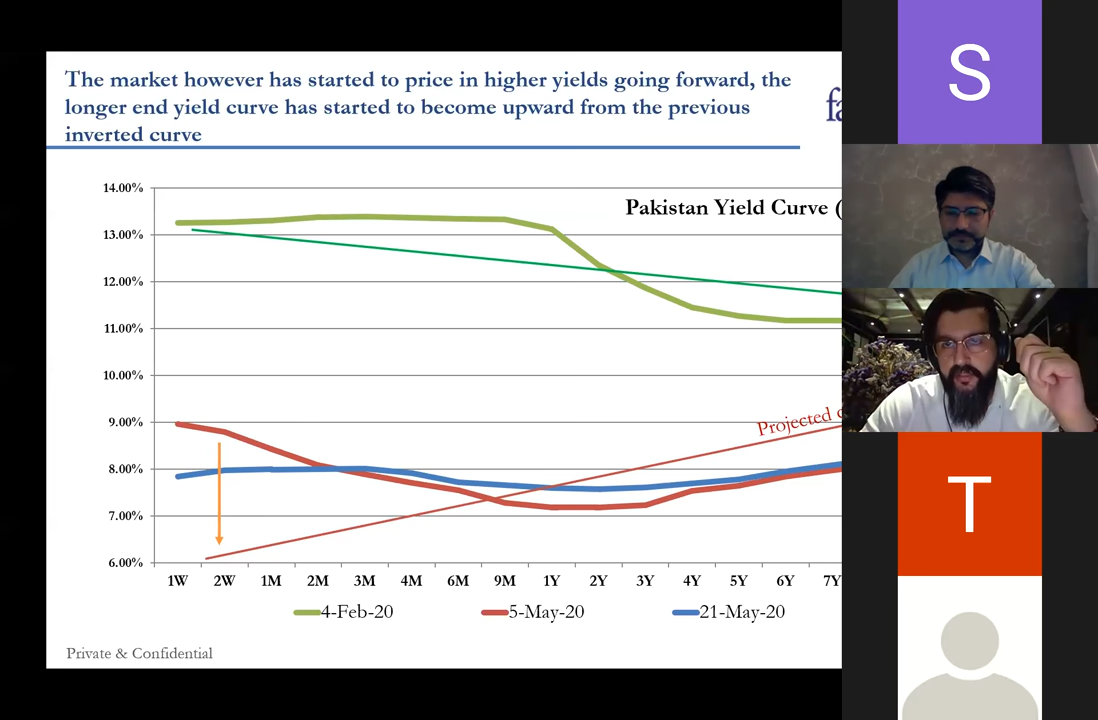 The market however has started to price in higher yields going forward, the
longer end yield curve has started to become upward from the previous
inverted curve
fa
Pakistan Yield Curve (
14.00%
13.00%
12.00%
11.00%
10.00%
9.00%
8.00%
7.00%
6.00%
Projected
1W 2W 1M 2M 3M 4M 6M 9M 1Y 2Y 3Y 4Y 5Y 6Y 7Y
4-Feb-20 5-May-20 21-May-20
Private & Confidential
S
T